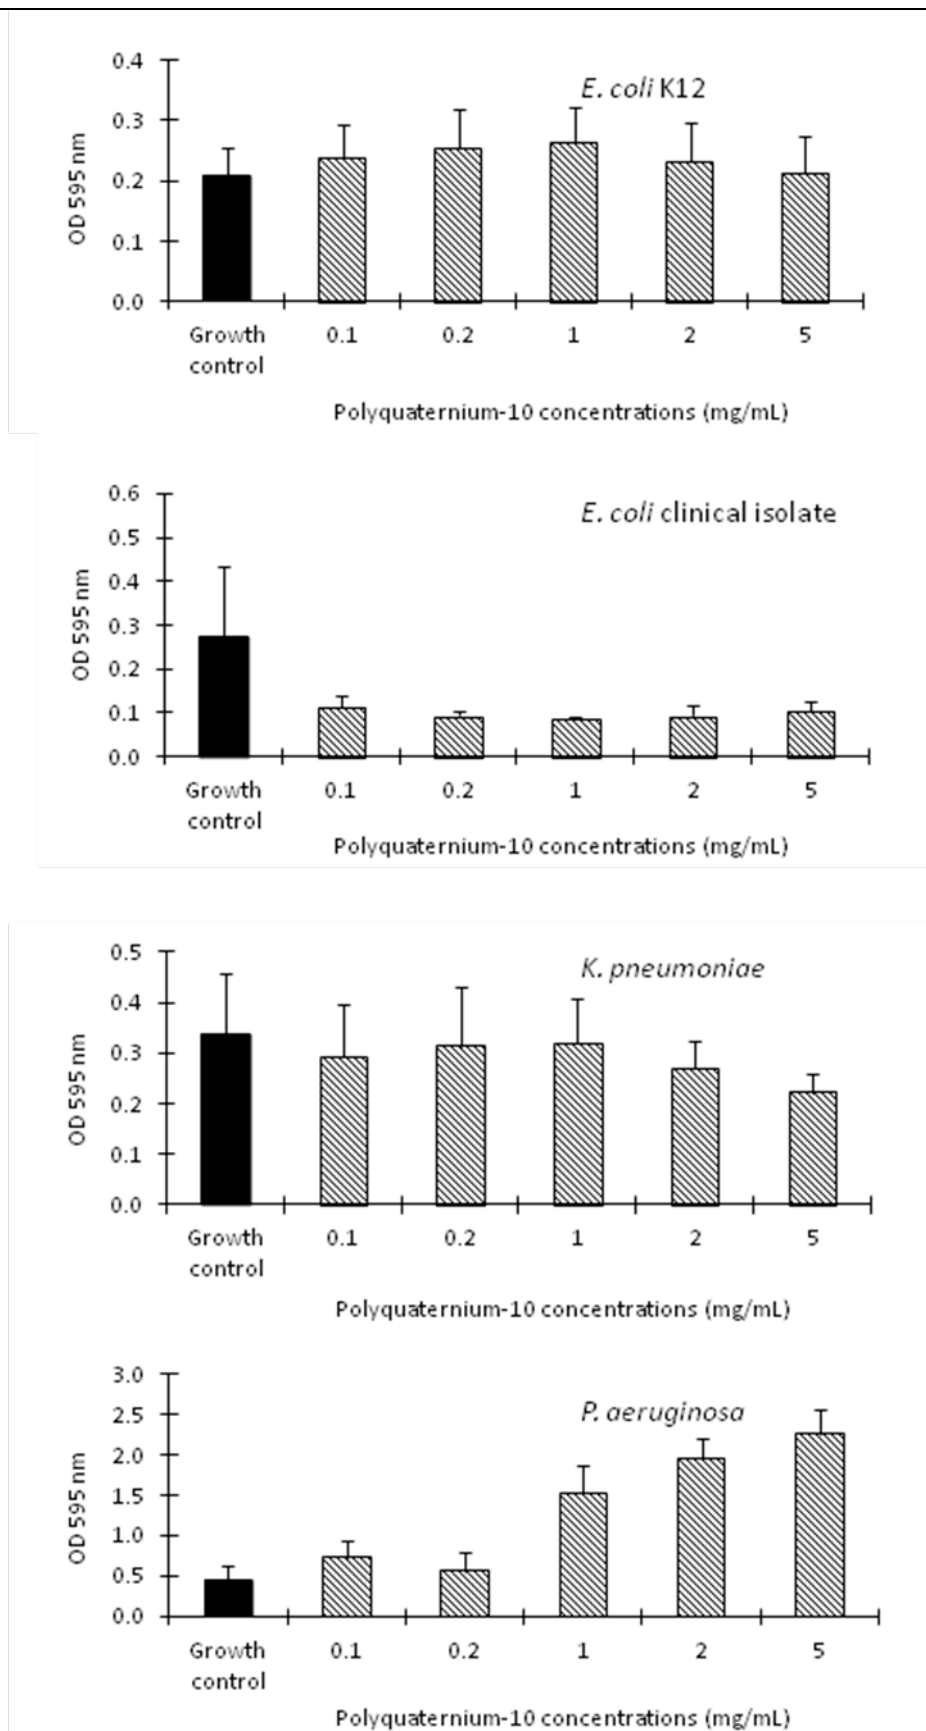 0.4
E. coli K12
0.3
0.2
0.1
0.0
OD 595 nm
Growth control
0.1
0.2
1
2
5
Polyquaternium-10 concentrations (mg/mL)
0.6
E. coli clinical isolate
0.5
0.4
0.3
0.2
0.1
0.0
OD 595 nm
Growth control
0.1
0.2
1
2
5
Polyquaternium-10 concentrations (mg/mL)
0.5
K. pneumoniae
0.4
0.3
0.2
0.1
0.0
OD 595 nm
Growth control
0.1
0.2
1
2
5
Polyquaternium-10 concentrations (mg/mL)
3.0
2.5
P. aeruginosa
2.0
1.5
1.0
0.5
0.0
OD 595 nm
Growth control
0.1
0.2
1
2
5
Polyquaternium-10 concentrations (mg/mL)